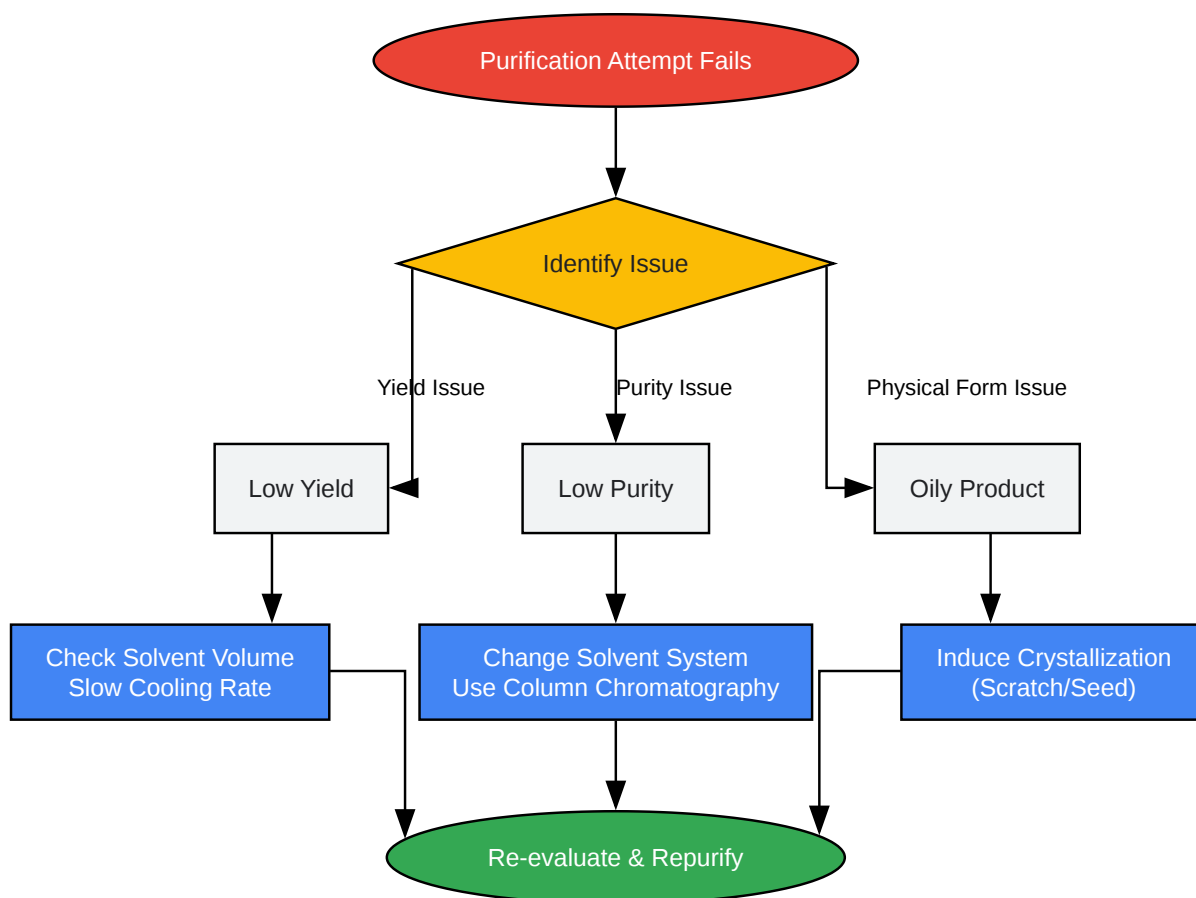 Purification Attempt Fails
Identify Issue
Yield Issue
Purity Issue
Physical Form Issue
Low Yield
Low Purity
Oily Product
Check Solvent Volume
Slow Cooling Rate
Change Solvent System
Use Column Chromatography
Induce Crystallization
(Scratch/Seed)
Re-evaluate & Repurify